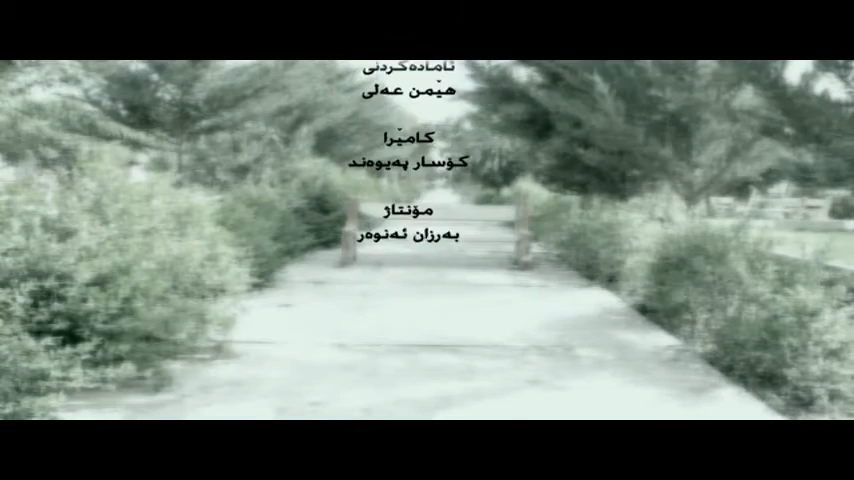 ئامادەکردنی
هێمن عەلی
کامێرا
کۆسار پەیوەند
مۆنتاژ
بەرزان ئەنوەر